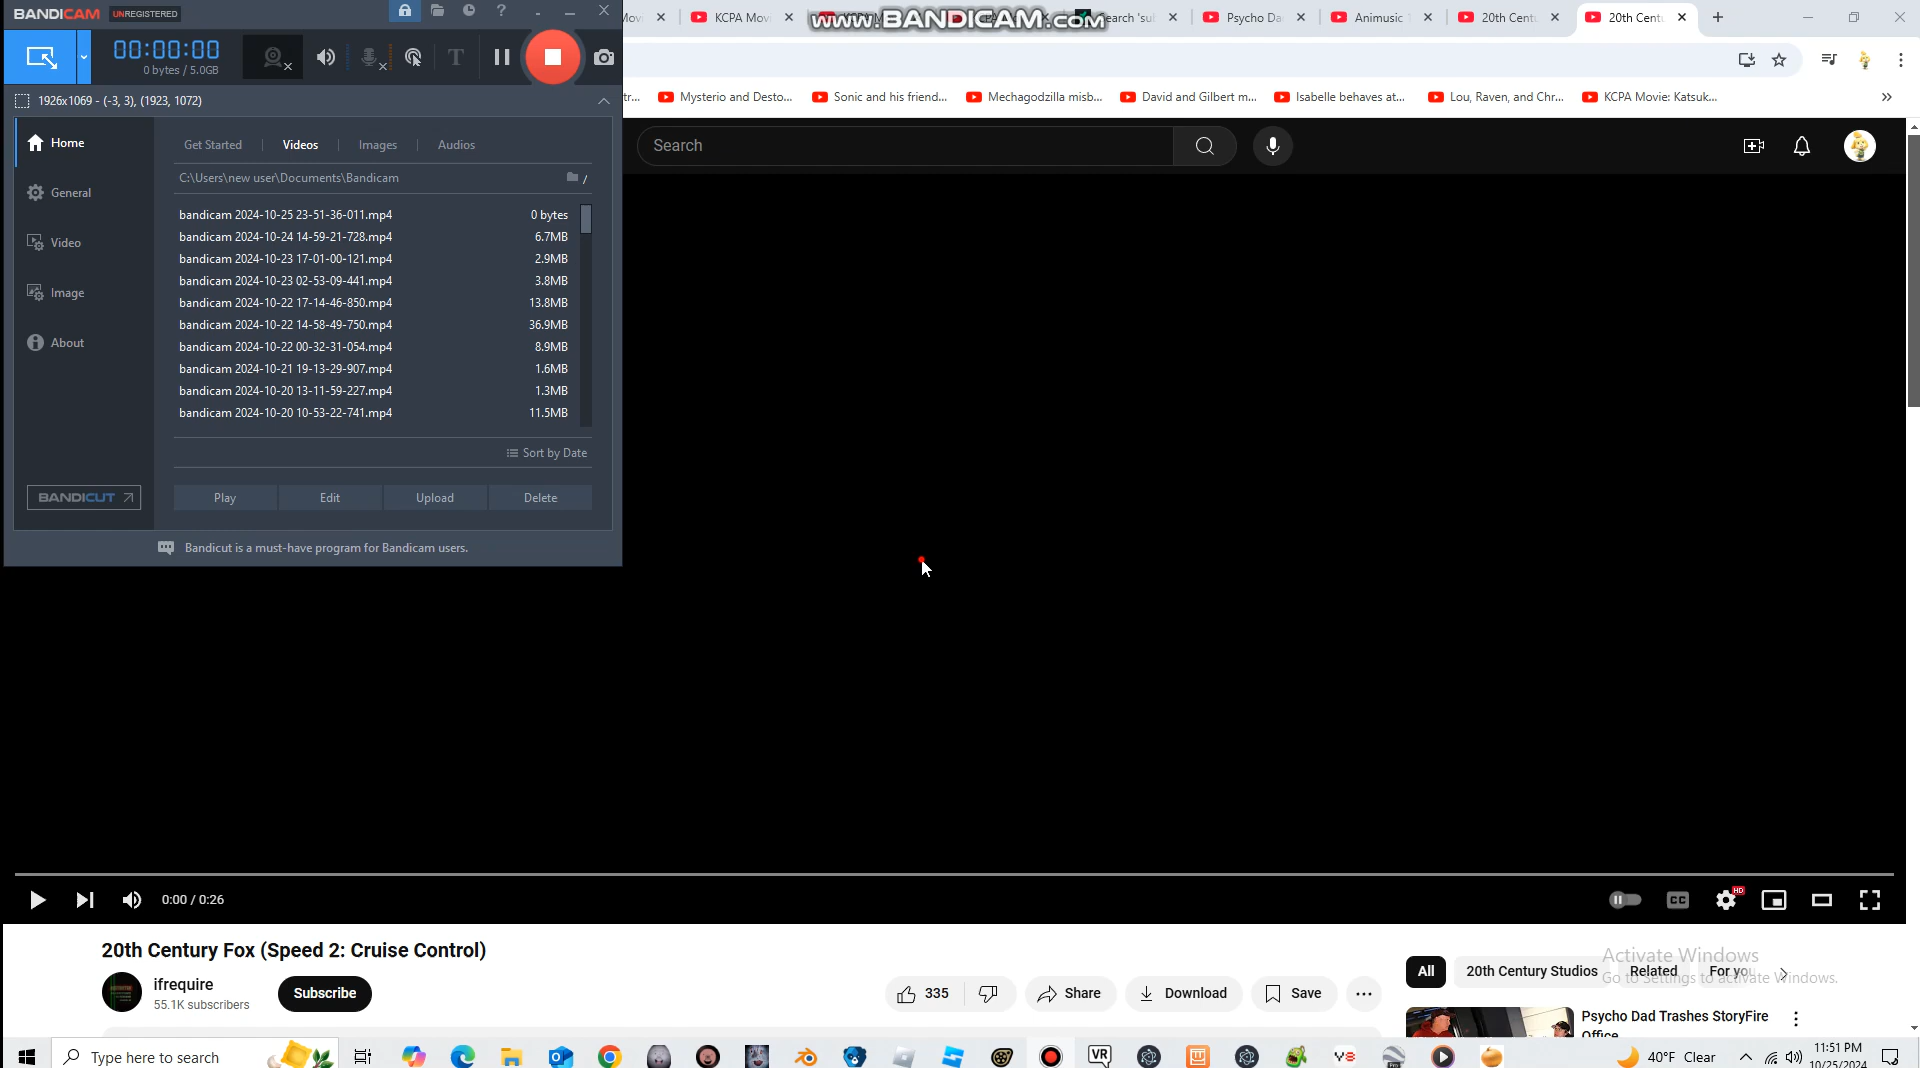 BANDICAM UNREGISTERED
www.BANDICAM.com
KCPA Movi
Psycho Da
Animusic
20th Cent
20th Centu
00:00:00
0 bytes / 5.0GB
1926x1069 - (-3, 3), (1923, 1072)
Mysterio and Desto...
Sonic and his friend...
Mechagodzilla misb...
David and Gilbert m...
Isabelle behaves at...
Lou, Raven, and Chr...
KCPA Movie: Katsuk...
Search
Home
General
Video
Image
About
BANDICUT
Get Started
Videos
Images
Audios
C:\Users\new user\Documents\Bandicam
bandicam 2024-10-25 23-51-36-011.mp4 0 bytes
bandicam 2024-10-24 14-59-21-728.mp4 6.7MB
bandicam 2024-10-23 17-01-00-121.mp4 2.9MB
bandicam 2024-10-23 02-53-09-441.mp4 3.8MB
bandicam 2024-10-22 17-14-46-850.mp4 13.8MB
bandicam 2024-10-22 14-58-49-750.mp4 36.9MB
bandicam 2024-10-22 00-32-31-054.mp4 8.9MB
bandicam 2024-10-21 19-13-29-907.mp4 1.6MB
bandicam 2024-10-20 13-11-59-227.mp4 1.3MB
bandicam 2024-10-20 10-53-22-741.mp4 11.5MB
Sort by Date
Play
Edit
Upload
Delete
Bandicut is a must-have program for Bandicam users.
0:00 / 0:26
CC
HD
20th Century Fox (Speed 2: Cruise Control)
ifrequire
55.1K subscribers
Subscribe
335
Share
Download
Save
All
20th Century Studios
Related
For you
Activate Windows
Go to Settings to activate Windows.
Psycho Dad Trashes StoryFire
Office
Type here to search
VR
Pro
40°F Clear
11:51 PM
10/25/2024